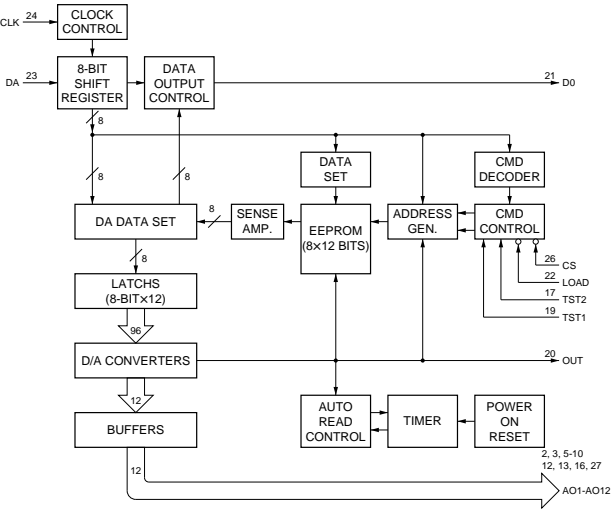 CLK 24
CLOCK
CONTROL
DA 23
8-BIT
SHIFT
REGISTER
DATA
OUTPUT
CONTROL
21 D0
8
8
8
DATA
SET
CMD
DECODER
DA DATA SET
8
SENSE
AMP.
EEPROM
(8×12 BITS)
ADDRESS
GEN.
CMD
CONTROL
26 CS
22 LOAD
17 TST2
19 TST1
8
LATCHS
(8-BIT×12)
96
D/A CONVERTERS
20 OUT
12
BUFFERS
AUTO
READ
CONTROL
TIMER
POWER
ON
RESET
12
2, 3, 5-10
12, 13, 16, 27
AO1-AO12